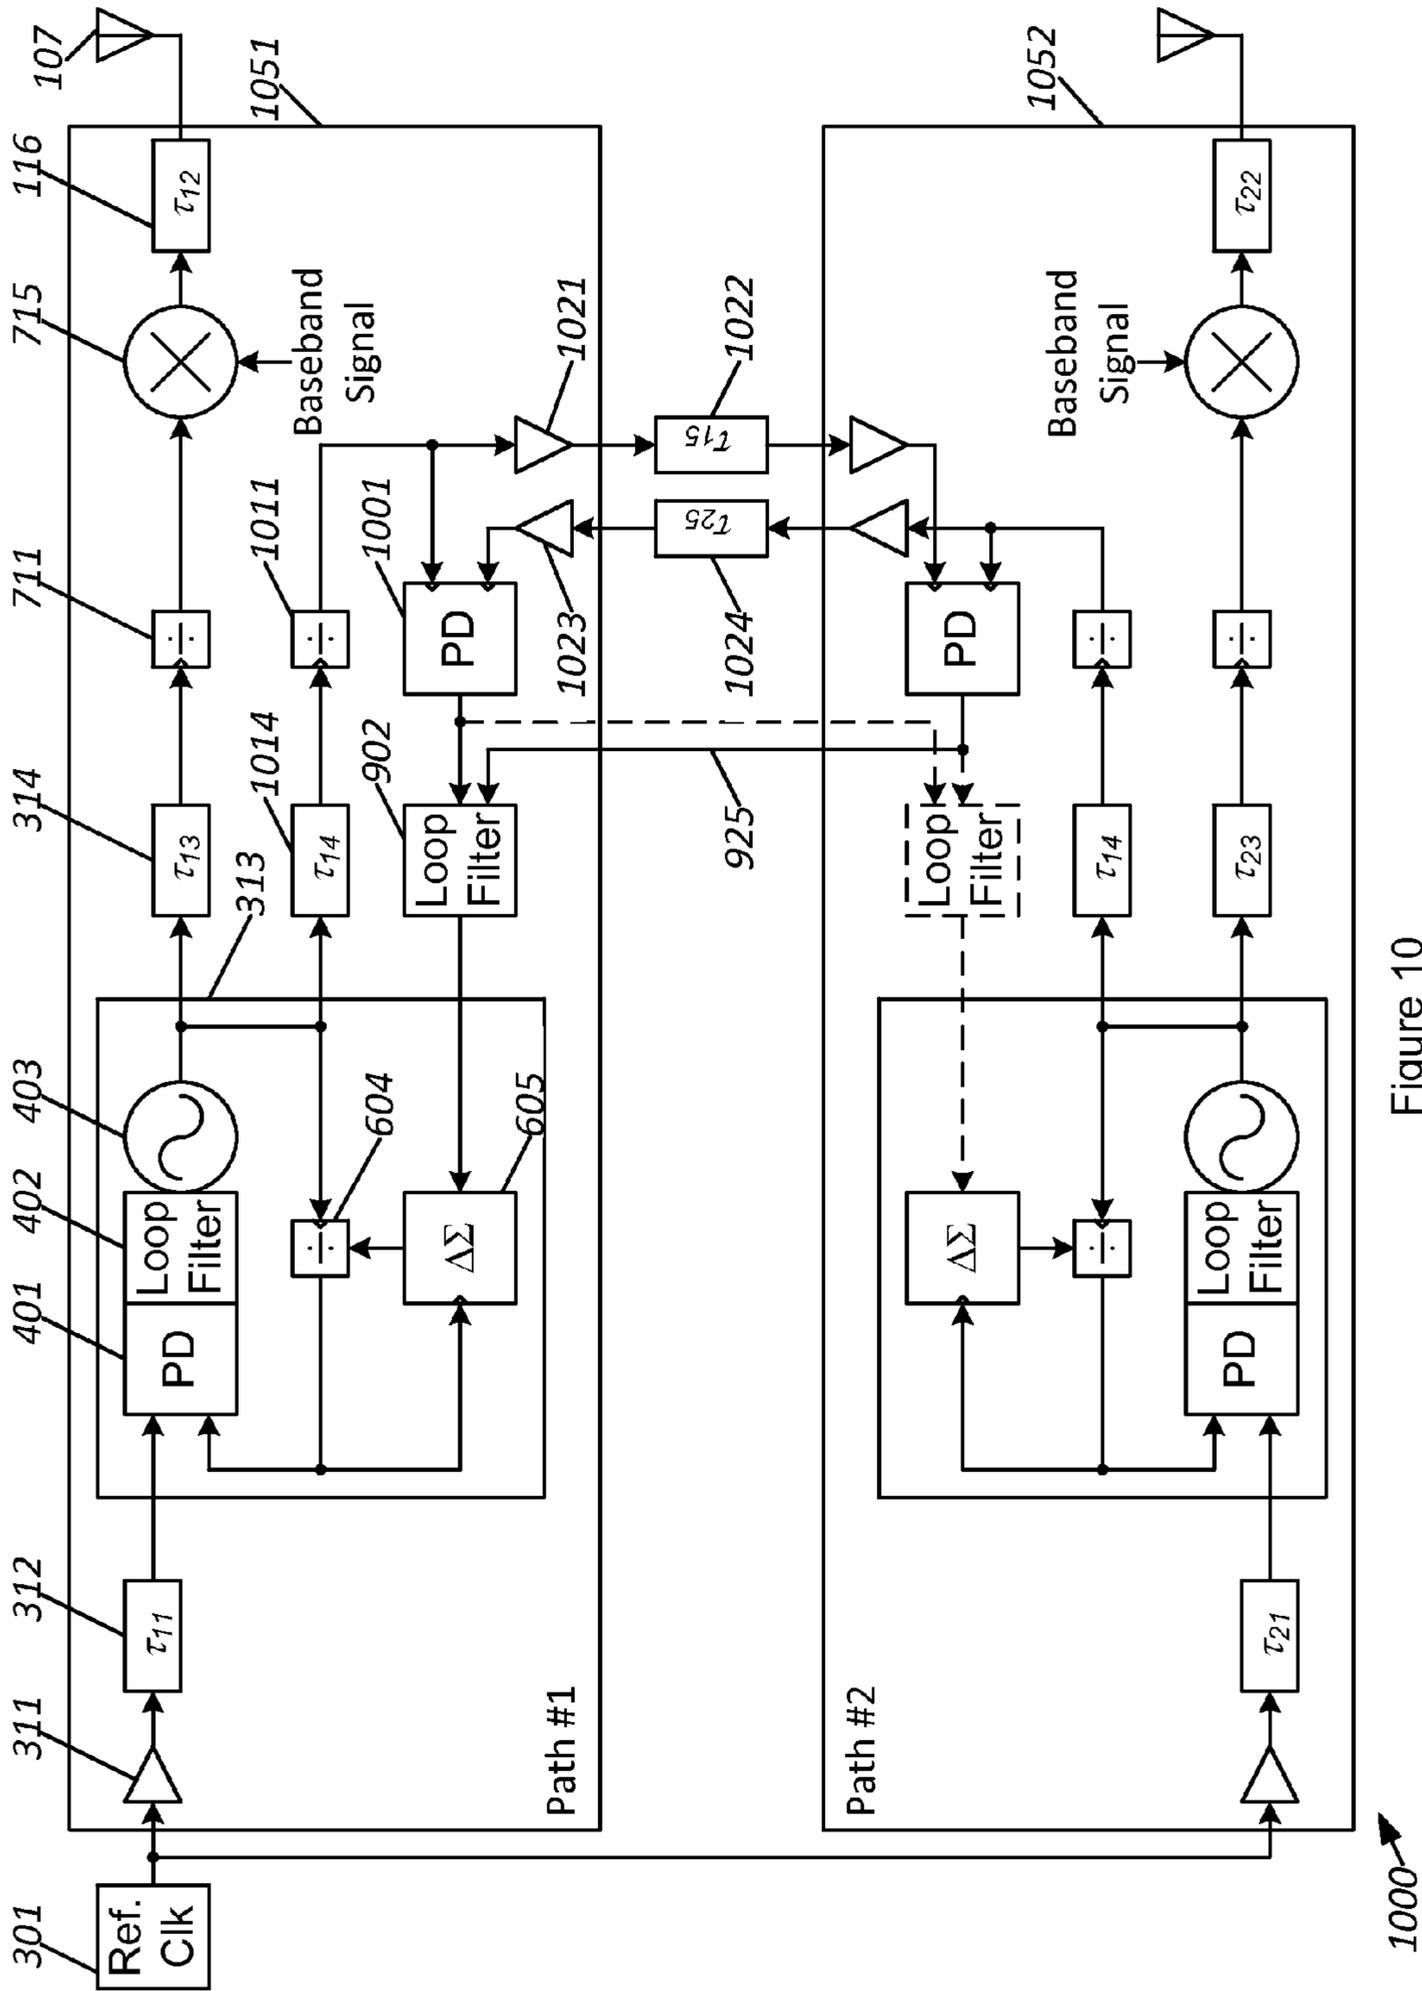 301
311
312
401
402
403
314
711
715
116
107
Ref.
Clk
τ11
PD
Loop
Filter
τ13
÷
τ12
313
1014
1011
1051
÷
τ14
÷
Baseband
Signal
604
902
1001
ΔΣ
Loop
Filter
PD
605
1023
1021
Path #1
τ25
τ15
925
1024
1022
Path #2
ΔΣ
Loop
Filter
PD
1052
÷
τ14
÷
Baseband
Signal
τ21
PD
Loop
Filter
τ23
÷
τ22
1000
Figure 10